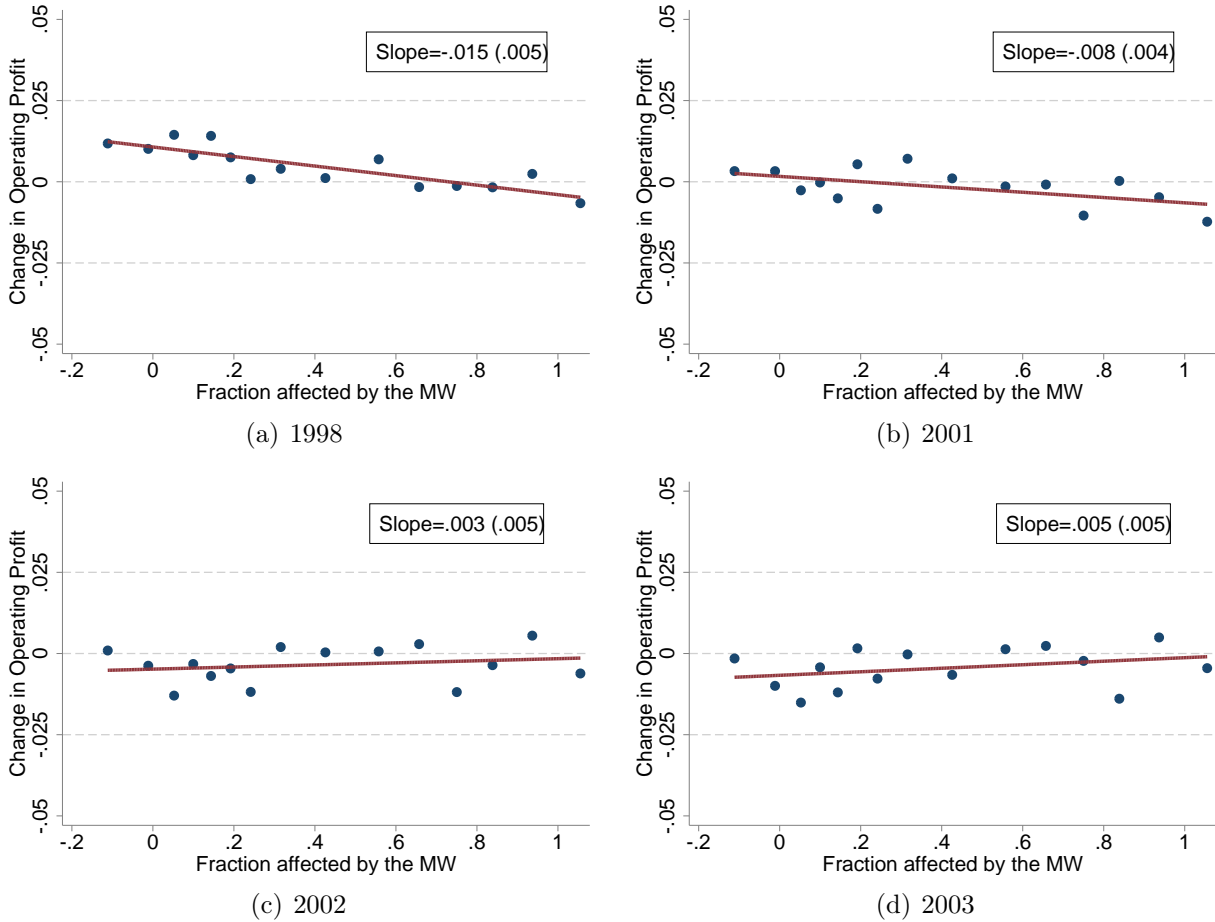 Slope=-.015 (.005)
Change in Operating Profit
.05
.025
0
-.025
-.05
-.2 0 .2 .4 .6 .8 1
Fraction affected by the MW
(a) 1998
Slope=-.008 (.004)
Change in Operating Profit
.05
.025
0
-.025
-.05
-.2 0 .2 .4 .6 .8 1
Fraction affected by the MW
(b) 2001
Slope=.003 (.005)
Change in Operating Profit
.05
.025
0
-.025
-.05
-.2 0 .2 .4 .6 .8 1
Fraction affected by the MW
(c) 2002
Slope=.005 (.005)
Change in Operating Profit
.05
.025
0
-.025
-.05
-.2 0 .2 .4 .6 .8 1
Fraction affected by the MW
(d) 2003